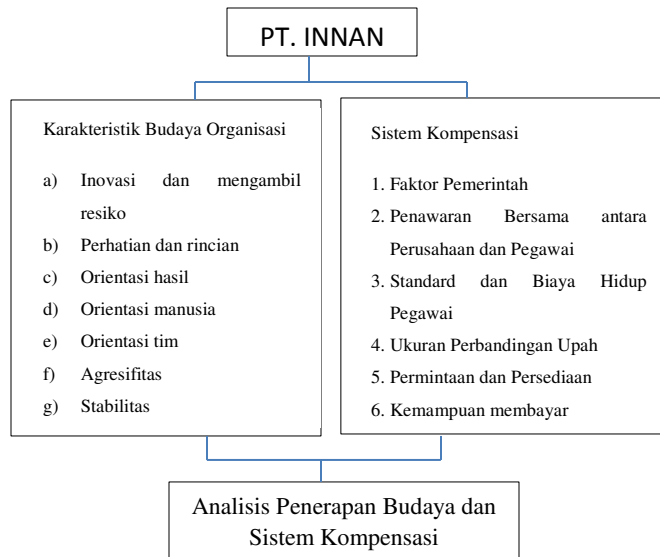 PT. INNAN
Karakteristik Budaya Organisasi
a) Inovasi dan mengambil
resiko
b) Perhatian dan rincian
c) Orientasi hasil
d) Orientasi manusia
e) Orientasi tim
f) Agresifitas
g) Stabilitas
Sistem Kompensasi
1. Faktor Pemerintah
2. Penawaran Bersama antara
Perusahaan dan Pegawai
3. Standard dan Biaya Hidup
Pegawai
4. Ukuran Perbandingan Upah
5. Permintaan dan Persediaan
6. Kemampuan membayar
Analisis Penerapan Budaya dan
Sistem Kompensasi